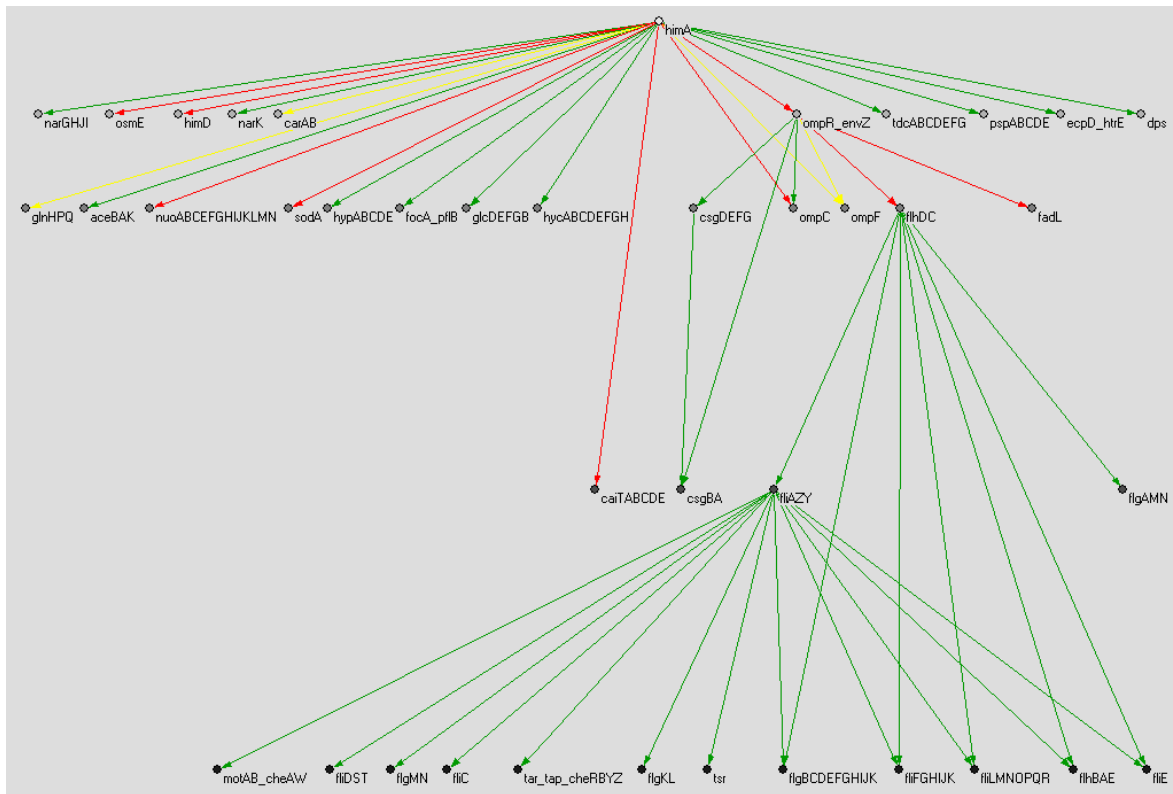 himA
narGHJI
osmE
himD
narK
carAB
ompR_envZ
tdcABCDEFG
pspABCDE
ecpD_htrE
dps
glnHPQ
aceBAK
nuoABCEFGHIJKLMN
sodA
hypABCDE
focA_pflB
glcDEFGB
hycABCDEFGH
csgDEFG
ompC
ompF
flhDC
fadL
caiTABCDE
csgBA
fliAZY
flgAMN
motAB_cheAW
fliDST
flgMN
fliC
tar_tap_cheRBYZ
flgKL
tsr
flgBCDEFGHIJK
fliFGHIJK
fliLMNOPQR
flhBAE
fliE